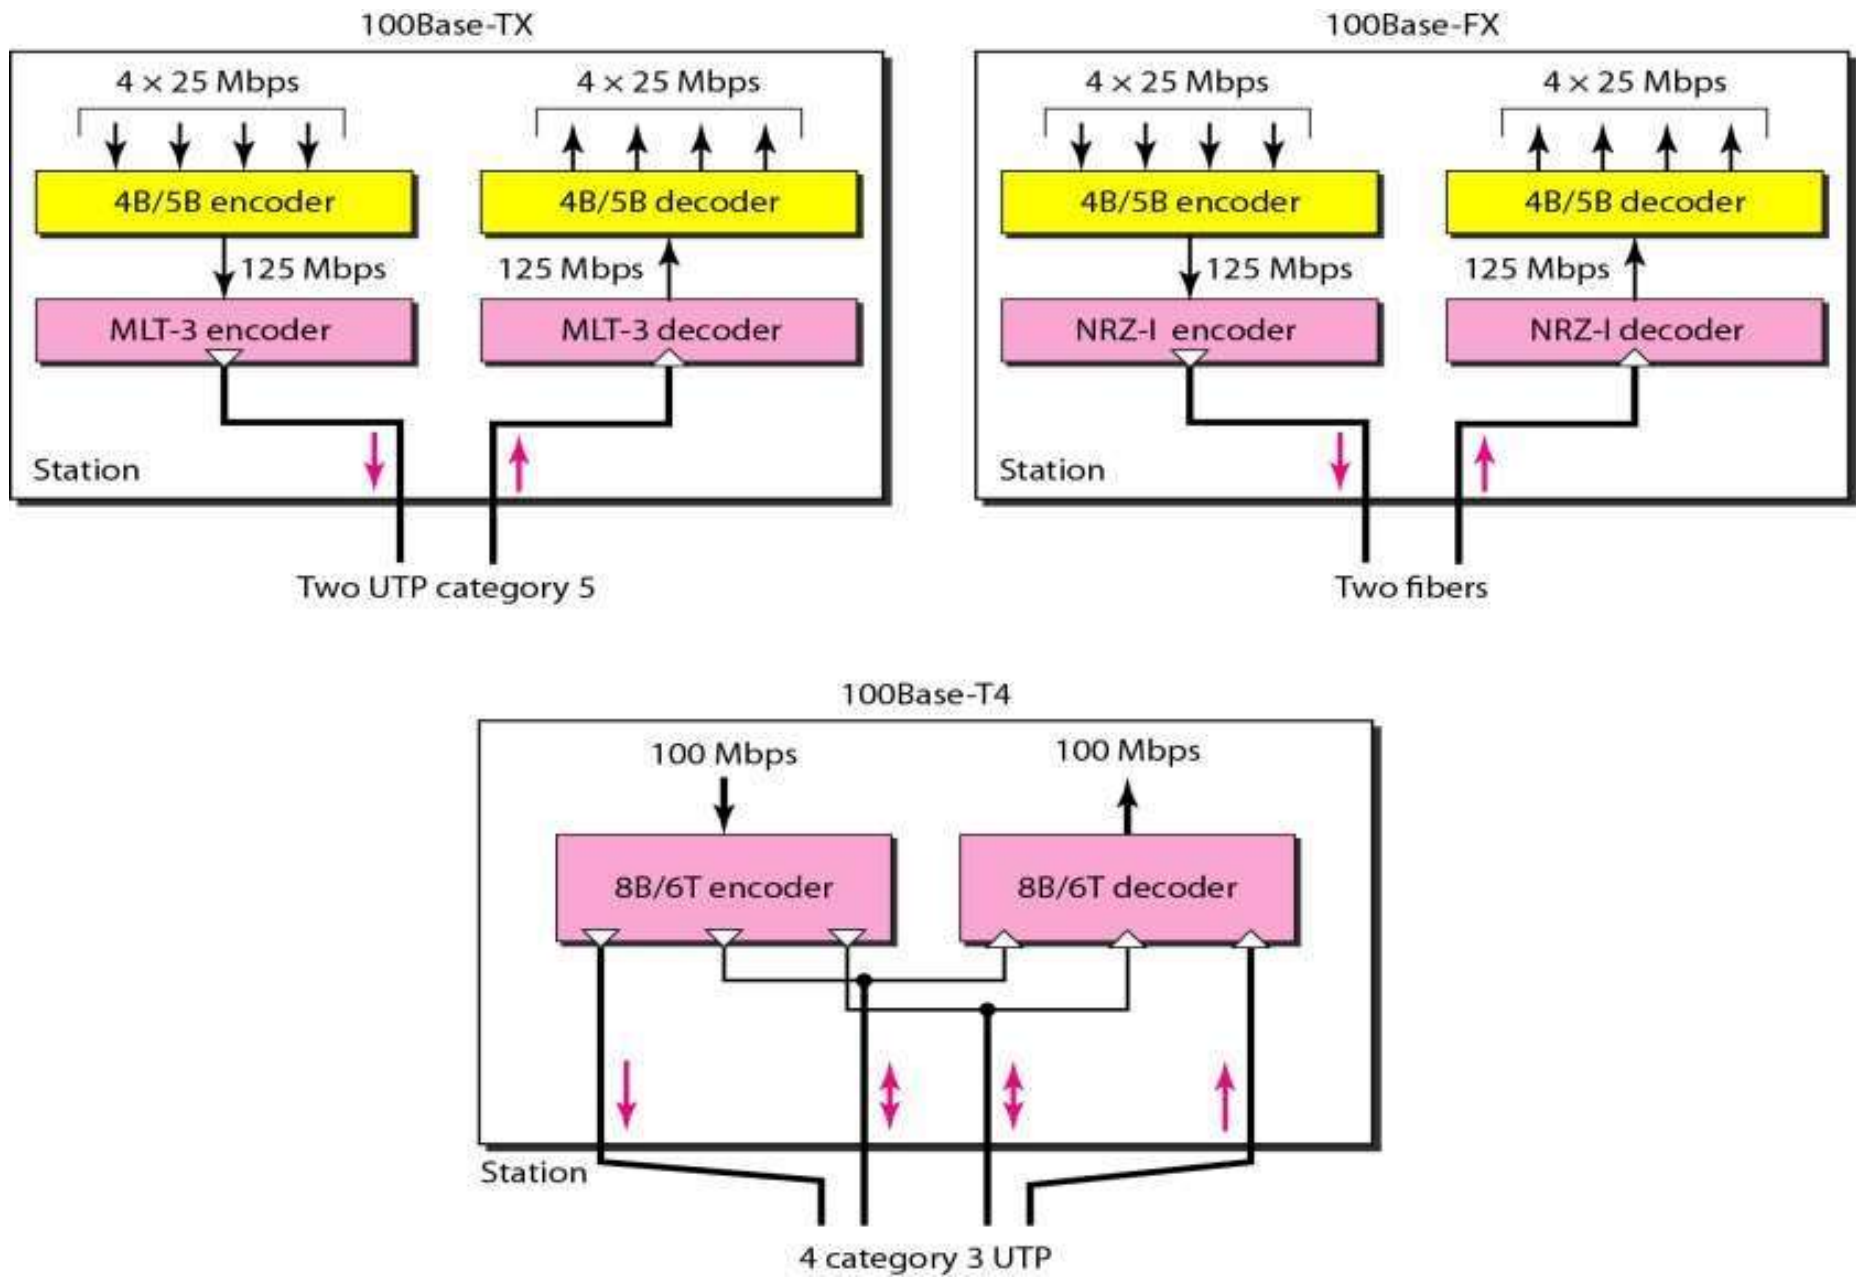 100Base-TX
4 × 25 Mbps
4 × 25 Mbps
4B/5B encoder
4B/5B decoder
125 Mbps
125 Mbps
MLT-3 encoder
MLT-3 decoder
Station
Two UTP category 5
100Base-FX
4 × 25 Mbps
4 × 25 Mbps
4B/5B encoder
4B/5B decoder
125 Mbps
125 Mbps
NRZ-I encoder
NRZ-I decoder
Station
Two fibers
100Base-T4
100 Mbps
100 Mbps
8B/6T encoder
8B/6T decoder
Station
4 category 3 UTP